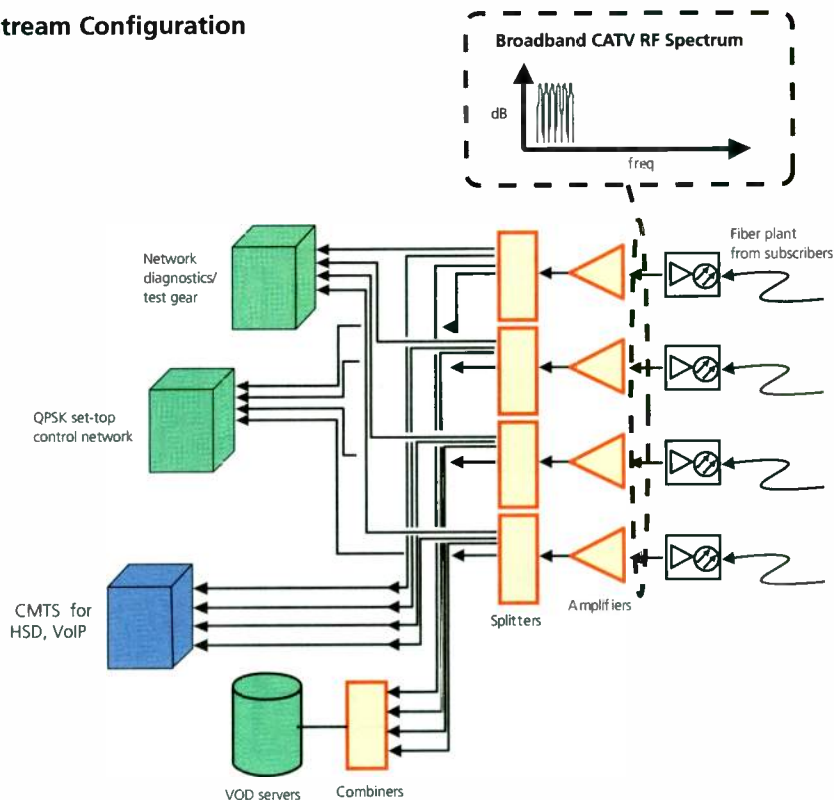 tream Configuration
Broadband CATV RF Spectrum
dB
freq
Fiber plant
from subscribers
Network
diagnostics/
test gear
QPSK set-top
control network
CMTS for
HSD, VoIP
Splitters
Amplifiers
VOD servers
Combiners